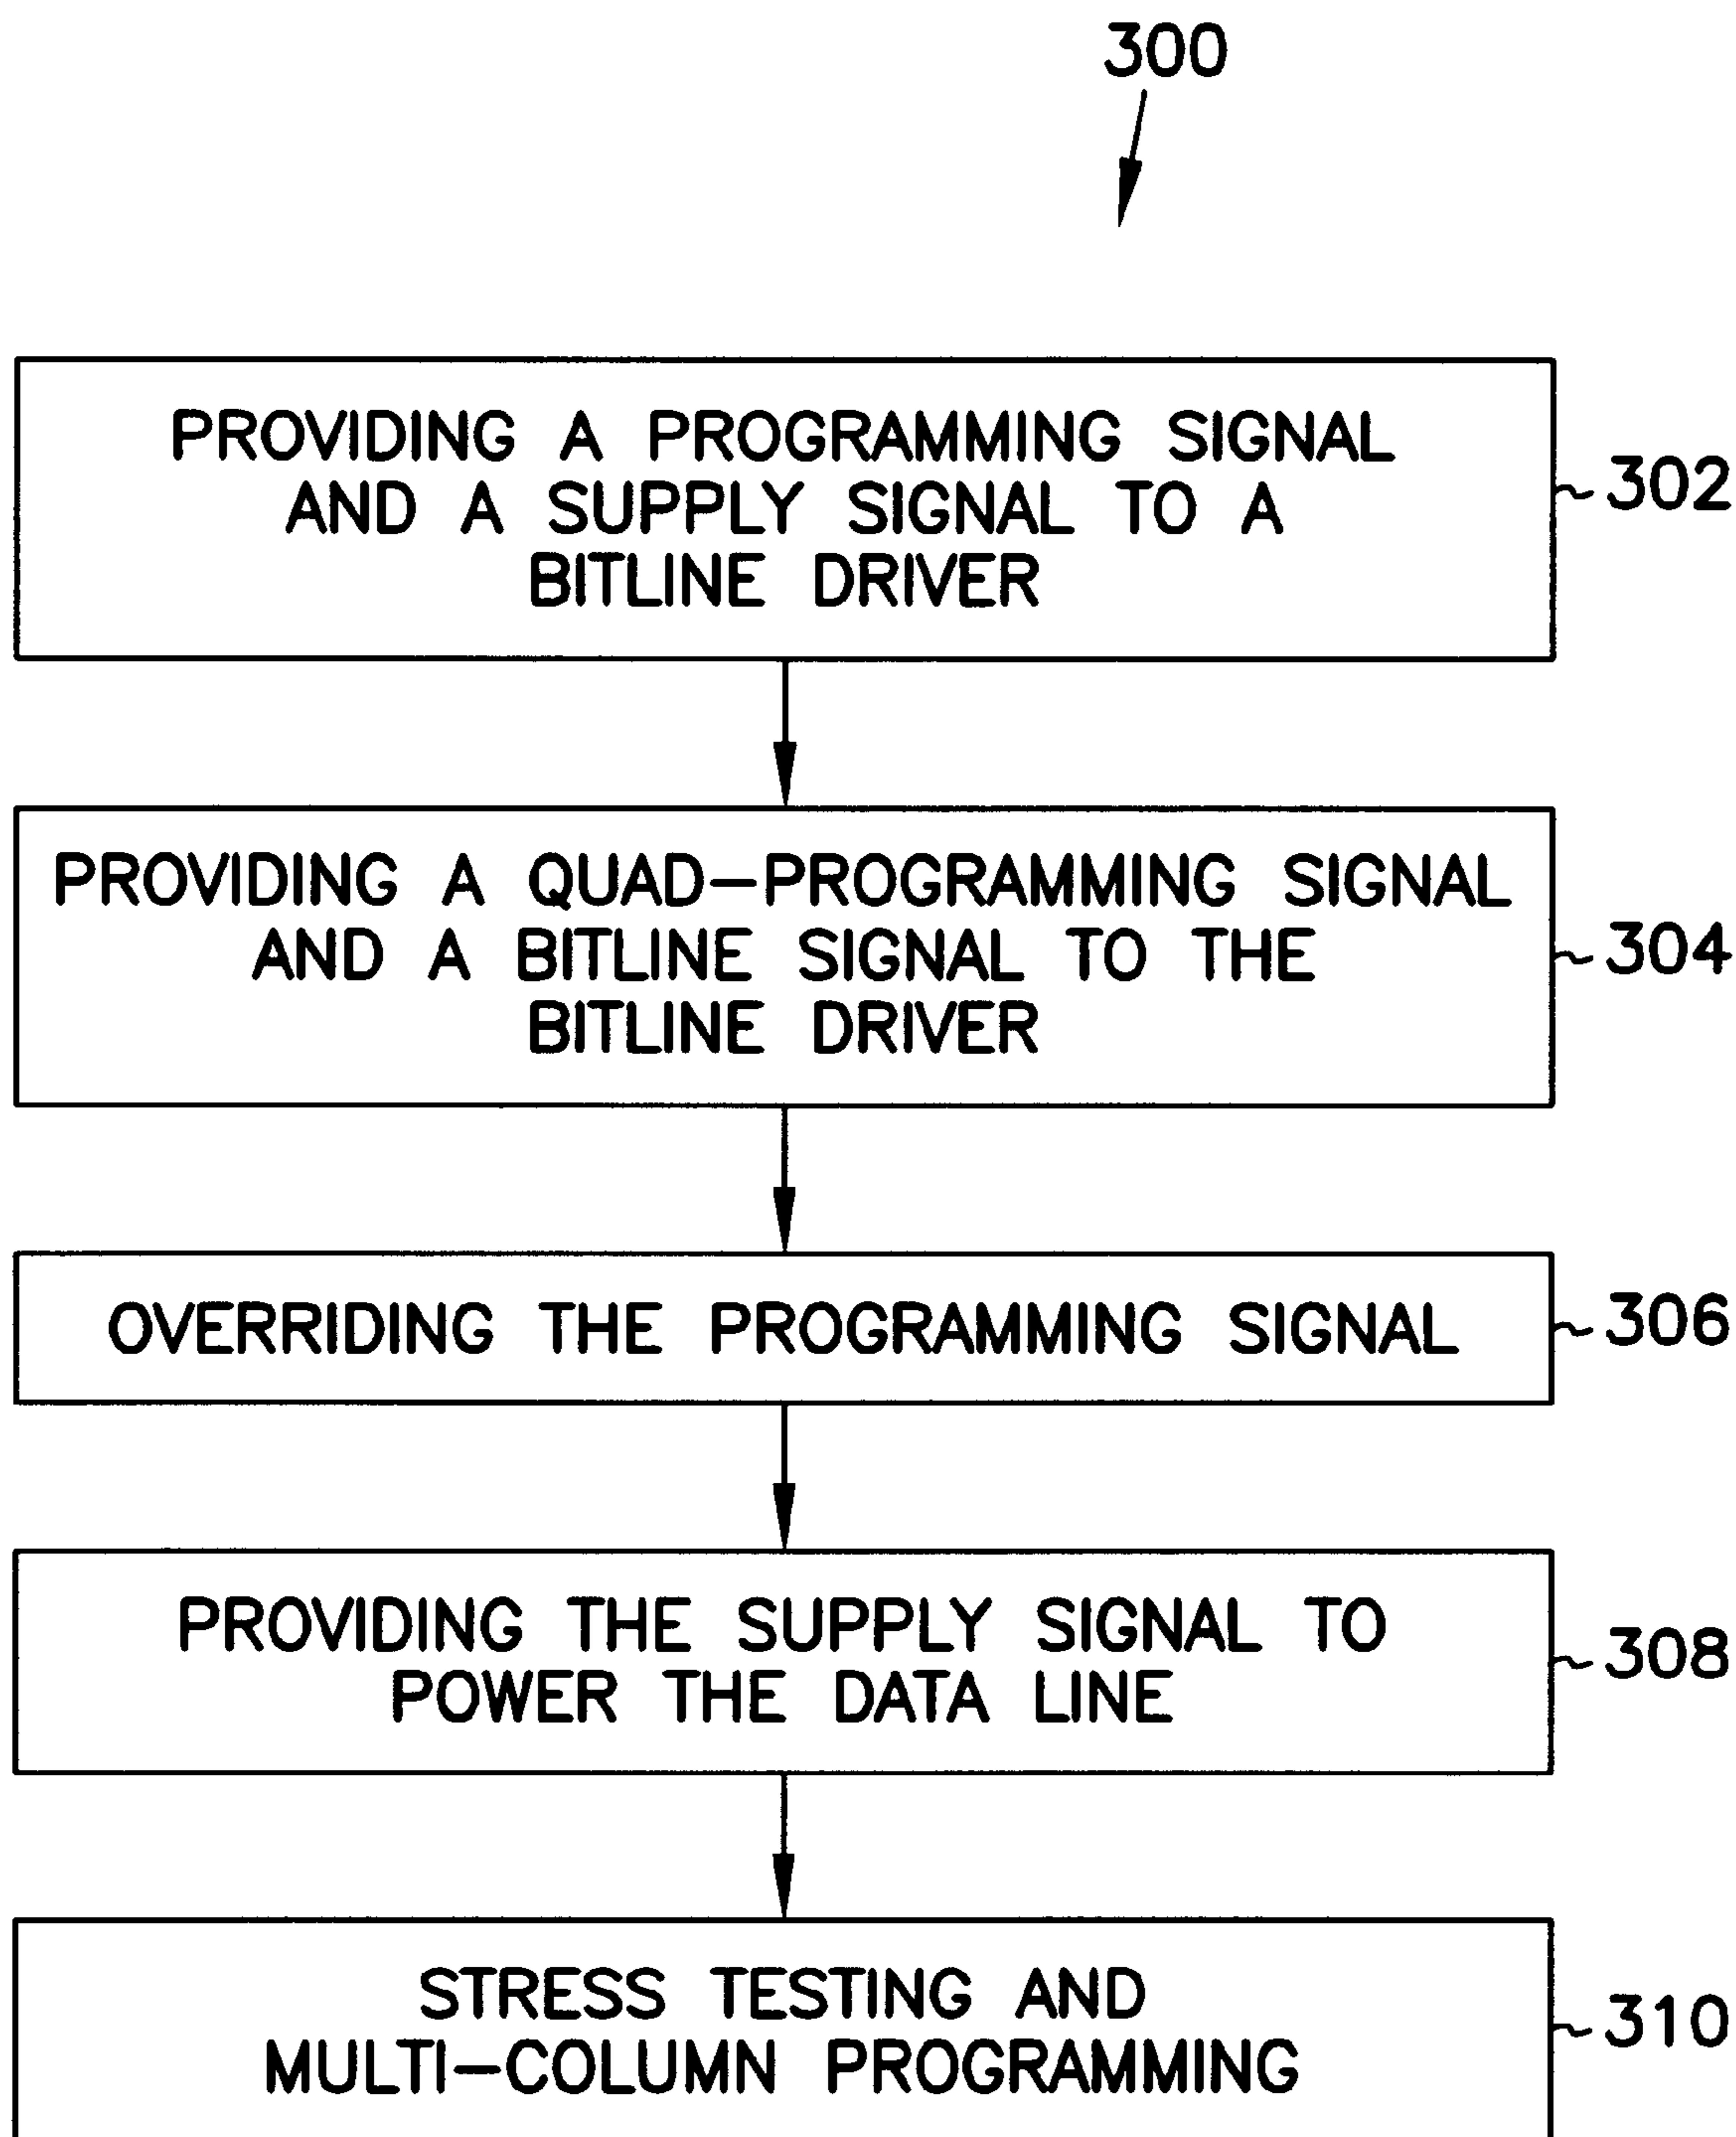 300
PROVIDING A PROGRAMMING SIGNAL
AND A SUPPLY SIGNAL TO A
BITLINE DRIVER
302
PROVIDING A QUAD-PROGRAMMING SIGNAL
AND A BITLINE SIGNAL TO THE
BITLINE DRIVER
304
OVERRIDING THE PROGRAMMING SIGNAL
306
PROVIDING THE SUPPLY SIGNAL TO
POWER THE DATA LINE
308
STRESS TESTING AND
MULTI-COLUMN PROGRAMMING
310